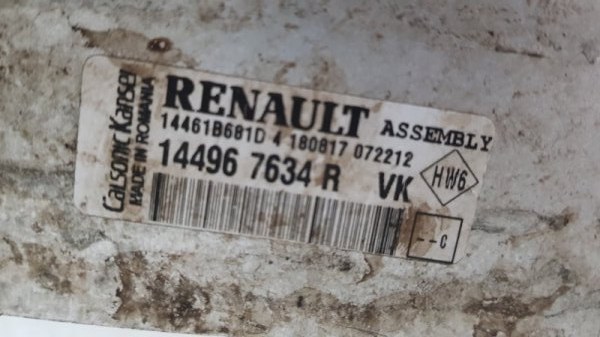 Calsonic Kansei
MADE IN ROMANIA
RENAULT ASSEMBLY
14461B681D 4 180817 072212
14496 7634 R VK
HW6
--C